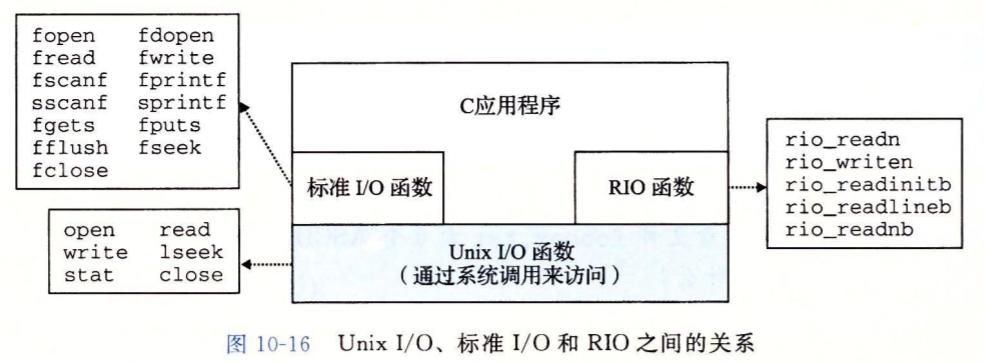 fopen fdopen
fread fwrite
fscanf fprintf
sscanf sprintf
fgets fputs
fflush fseek
fclose
C应用程序
标准 I/O 函数
RIO 函数
rio_readn
rio_writen
rio_readinitb
rio_readlineb
rio_readnb
open read
write lseek
stat close
Unix I/O 函数
(通过系统调用来访问)
图 10-16 Unix I/O、标准 I/O 和 RIO 之间的关系